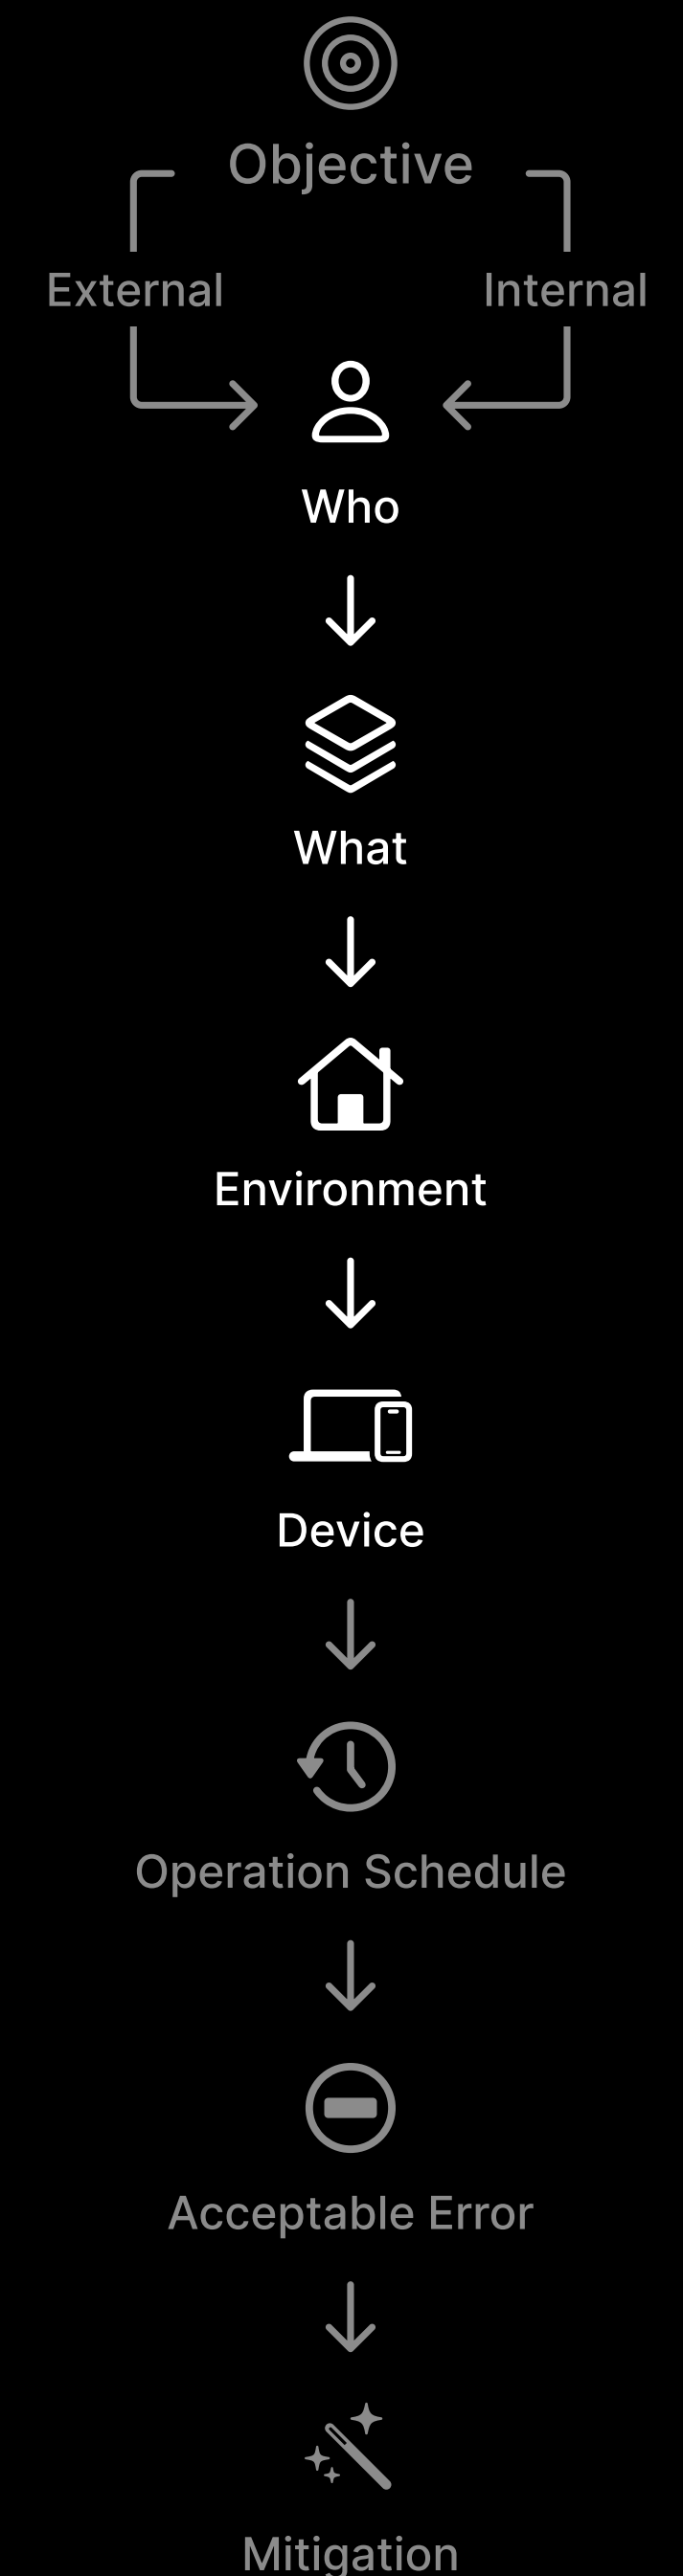 Objective
External
Internal
Who
What
Environment
Device
Operation Schedule
Acceptable Error
Mitigation